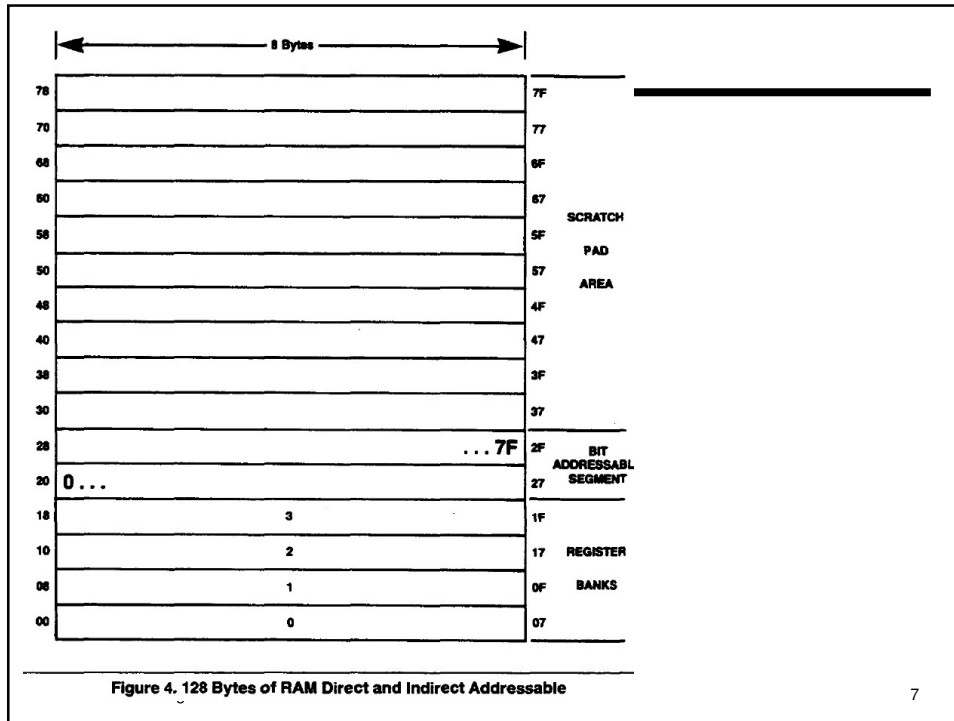 8 Bytes
78 7F
70 77
68 6F
60 67
SCRATCH
58 5F
PAD
50 57
AREA
48 4F
40 47
38 3F
30 37
28 ...7F 2F BIT
ADDRESSABL
20 0... 27 SEGMENT
18 3 1F
10 2 17 REGISTER
08 1 0F BANKS
00 0 07
Figure 4. 128 Bytes of RAM Direct and Indirect Addressable
7